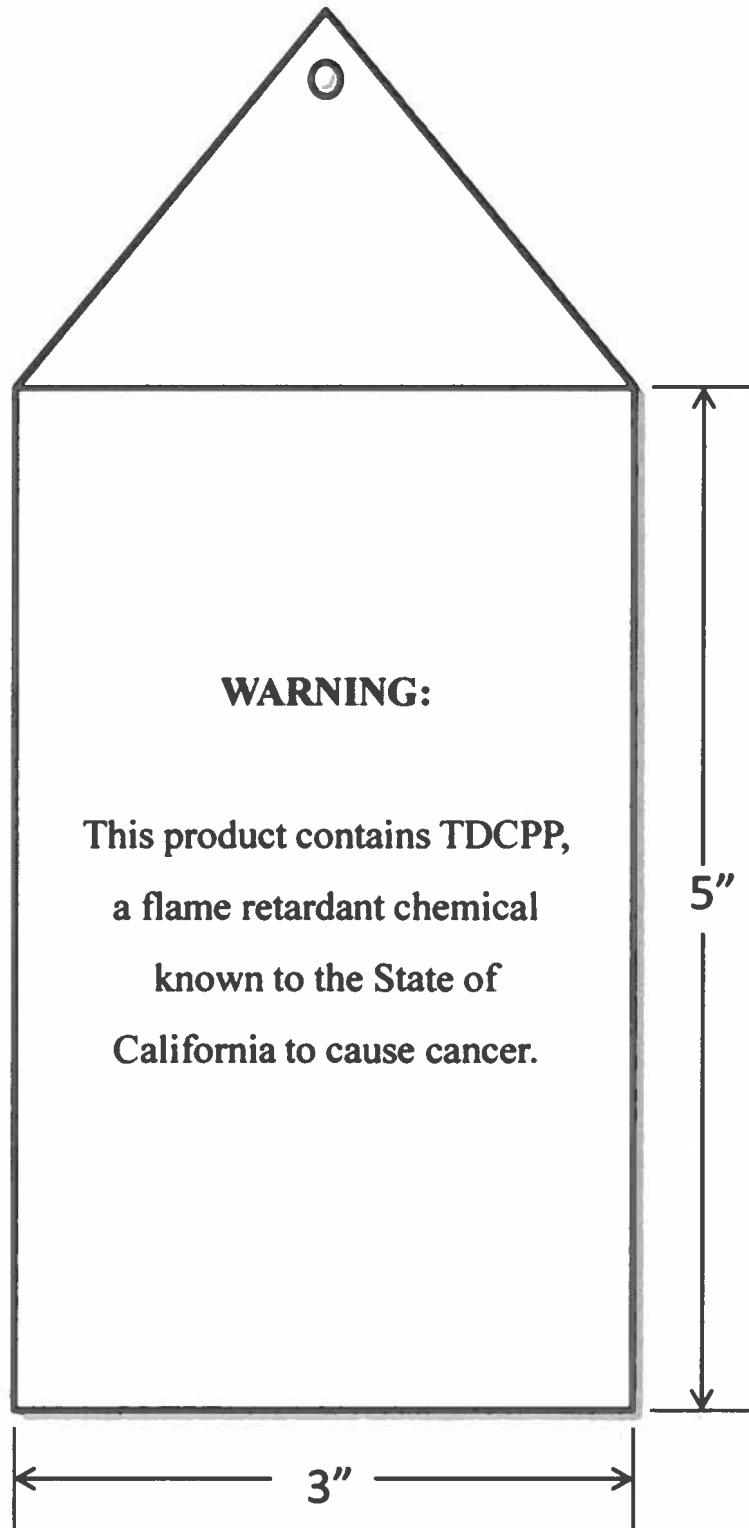 WARNING:
This product contains TDCPP,
a flame retardant chemical
known to the State of
California to cause cancer.
5"
3"